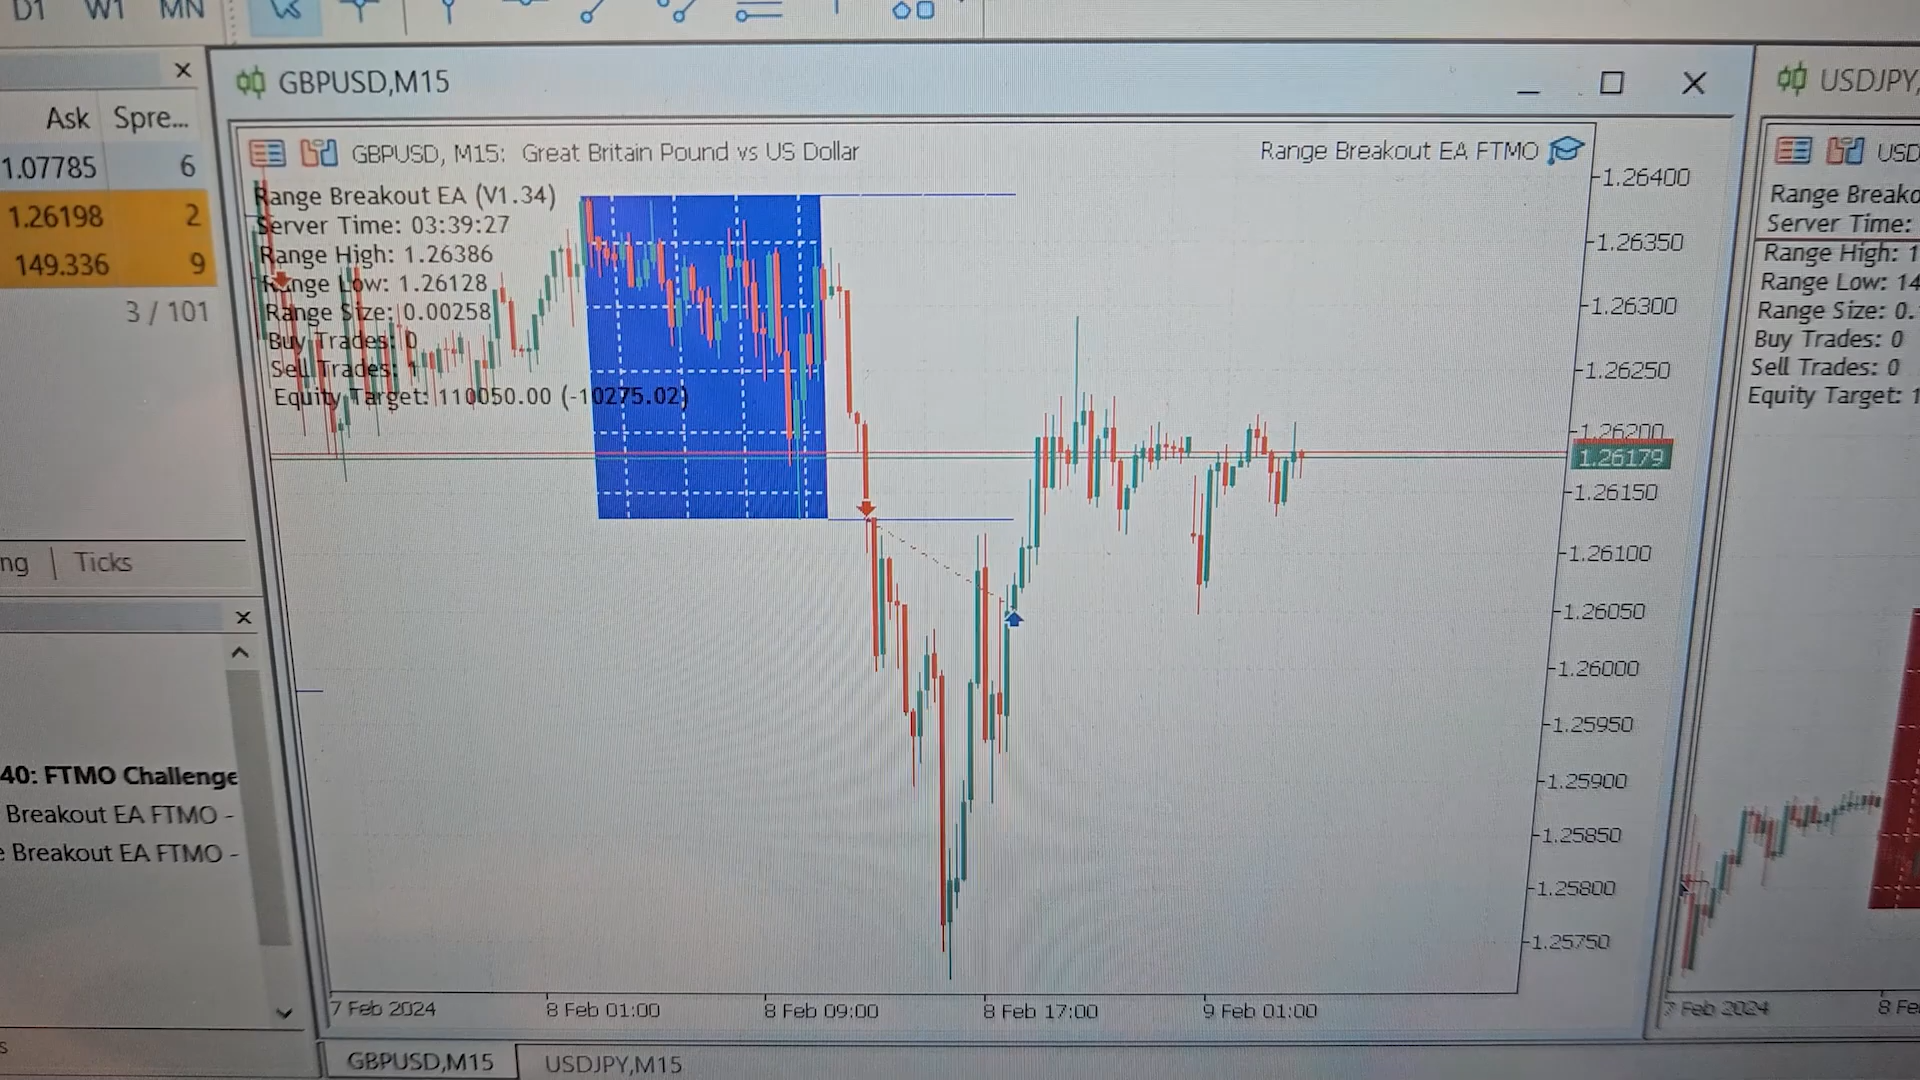 D1 W1 MN
Ask Spre...
1.07785 6
1.26198 2
149.336 9
3 / 101
ng | Ticks
40: FTMO Challenge
Breakout EA FTMO -
e Breakout EA FTMO -
s
GBPUSD,M15
GBPUSD, M15: Great Britain Pound vs US Dollar
Range Breakout EA FTMO
Range Breakout EA (V1.34)
Server Time: 03:39:27
Range High: 1.26386
Range Low: 1.26128
Range Size: 0.00258
Buy Trades: 0
Sell Trades: 1
Equity Target: 110050.00 (-10275.02)
1.26400
1.26350
1.26300
1.26250
1.26200
1.26179
1.26150
1.26100
1.26050
1.26000
1.25950
1.25900
1.25850
1.25800
1.25750
7 Feb 2024
8 Feb 01:00
8 Feb 09:00
8 Feb 17:00
9 Feb 01:00
GBPUSD,M15
USDJPY,M15
USDJPY,
USD
Range Breako
Server Time:
Range High: 1
Range Low: 14
Range Size: 0.
Buy Trades: 0
Sell Trades: 0
Equity Target: 1
7 Feb 2024
8 Fe